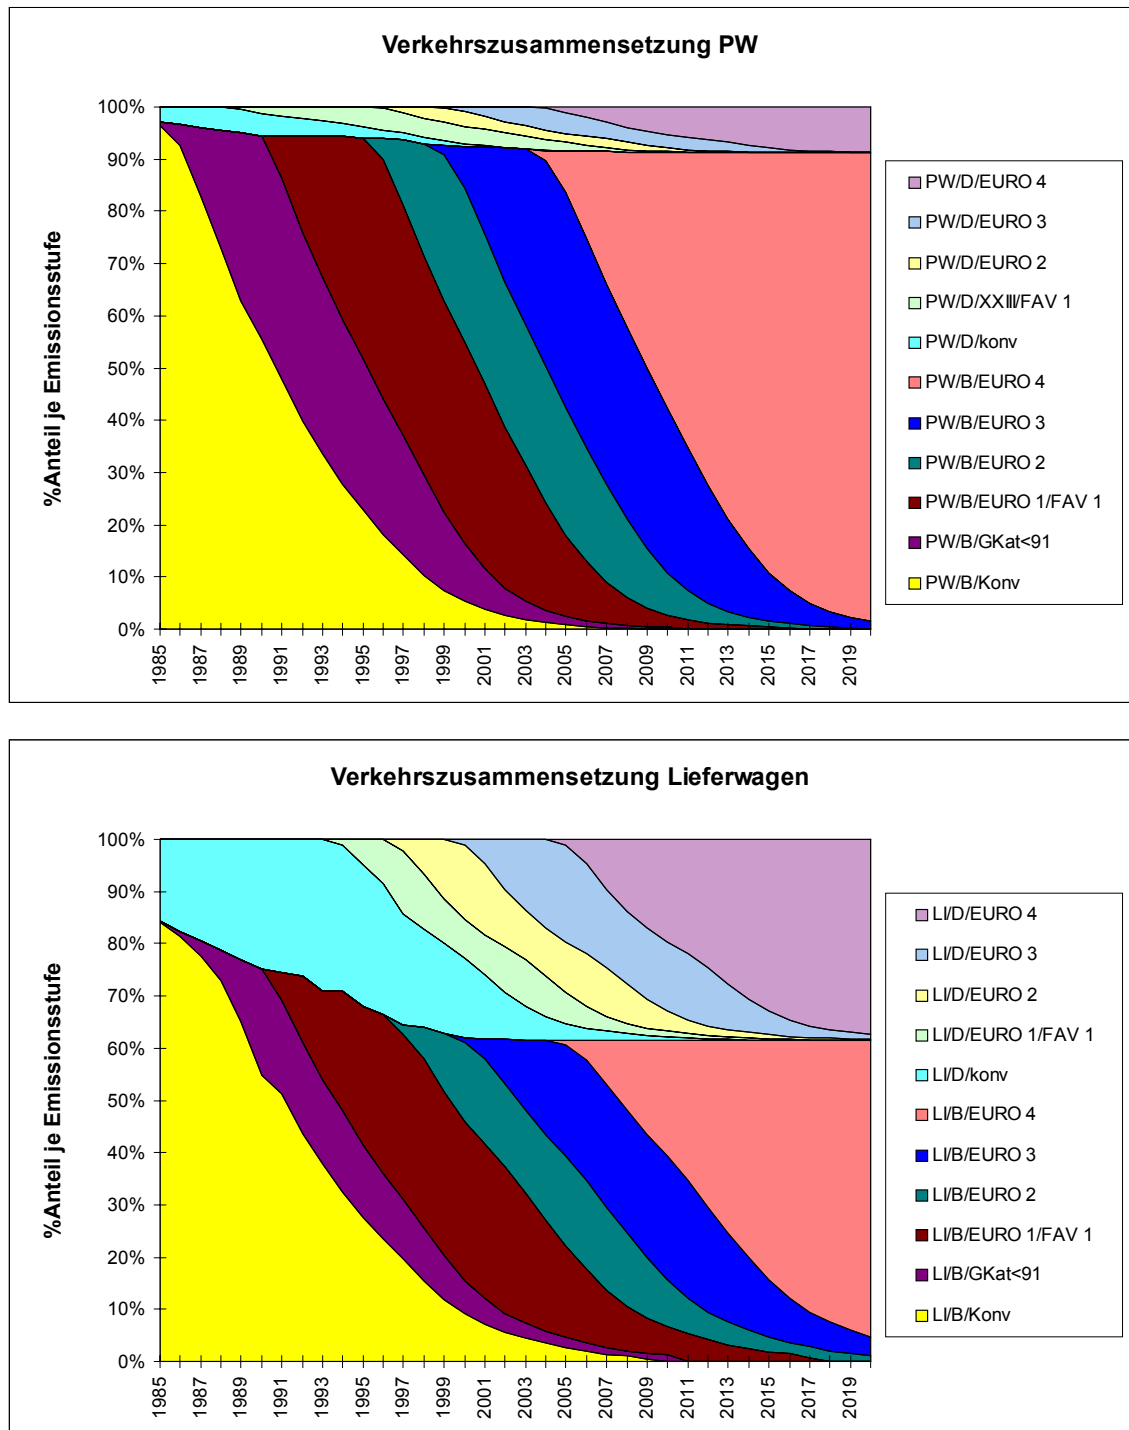 Verkehrszusammensetzung PW
%Anteil je Emissionsstufe
100%
90%
80%
70%
60%
50%
40%
30%
20%
10%
0%
1985
1987
1989
1991
1993
1995
1997
1999
2001
2003
2005
2007
2009
2011
2013
2015
2017
2019
PW/D/EURO 4
PW/D/EURO 3
PW/D/EURO 2
PW/D/XXIII/FAV 1
PW/D/konv
PW/B/EURO 4
PW/B/EURO 3
PW/B/EURO 2
PW/B/EURO 1/FAV 1
PW/B/GKat<91
PW/B/Konv
Verkehrszusammensetzung Lieferwagen
%Anteil je Emissionsstufe
100%
90%
80%
70%
60%
50%
40%
30%
20%
10%
0%
1985
1987
1989
1991
1993
1995
1997
1999
2001
2003
2005
2007
2009
2011
2013
2015
2017
2019
LI/D/EURO 4
LI/D/EURO 3
LI/D/EURO 2
LI/D/EURO 1/FAV 1
LI/D/konv
LI/B/EURO 4
LI/B/EURO 3
LI/B/EURO 2
LI/B/EURO 1/FAV 1
LI/B/GKat<91
LI/B/Konv